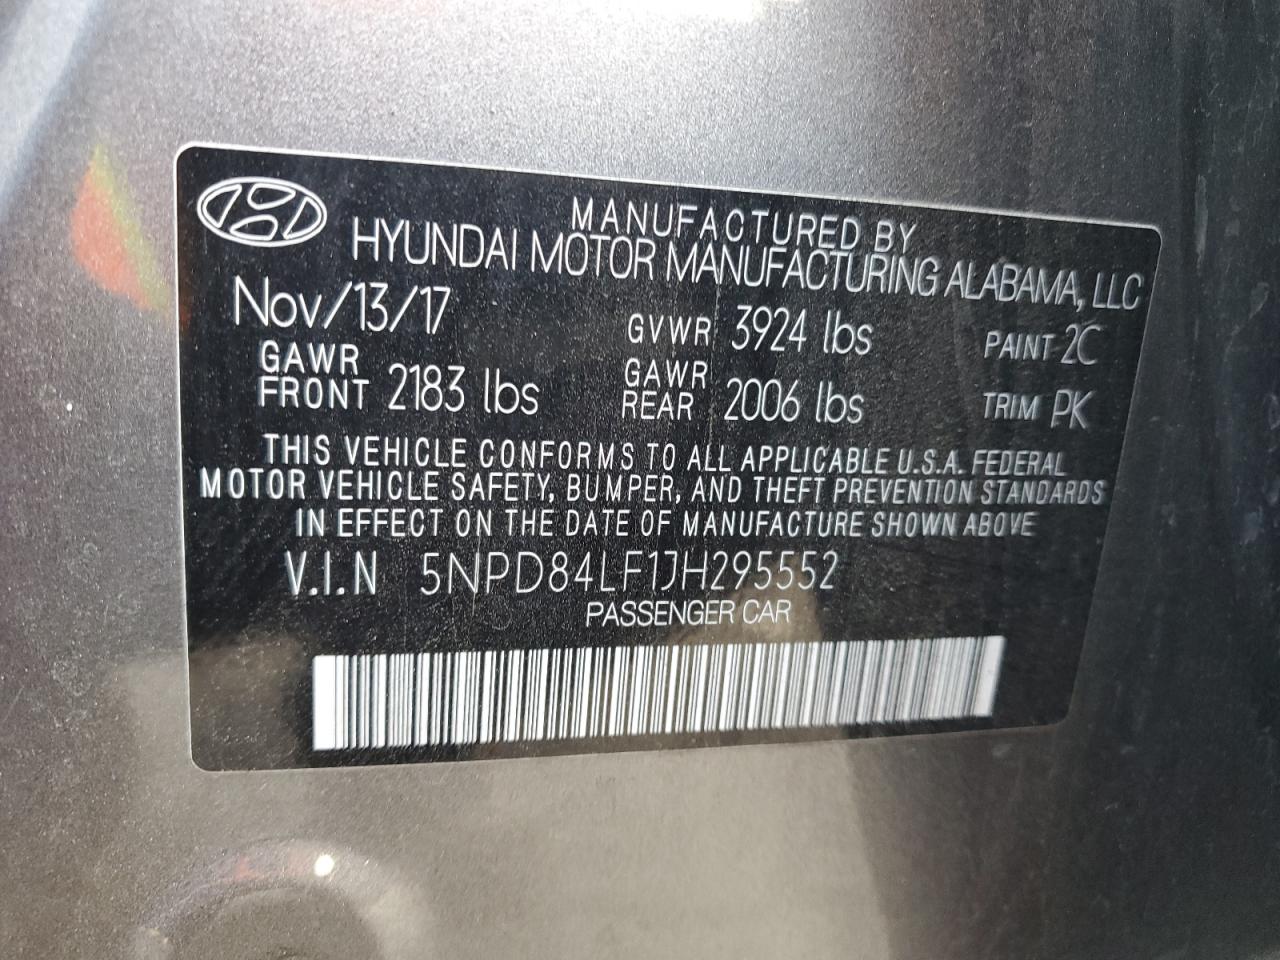 MANUFACTURED BY
HYUNDAI MOTOR MANUFACTURING ALABAMA, LLC
Nov/13/17 GVWR 3924 lbs PAINT 2C
GAWR FRONT 2183 lbs GAWR REAR 2006 lbs TRIM PK
THIS VEHICLE CONFORMS TO ALL APPLICABLE U.S.A. FEDERAL
MOTOR VEHICLE SAFETY, BUMPER, AND THEFT PREVENTION STANDARDS
IN EFFECT ON THE DATE OF MANUFACTURE SHOWN ABOVE
V.I.N 5NPD84LF1JH295552
PASSENGER CAR